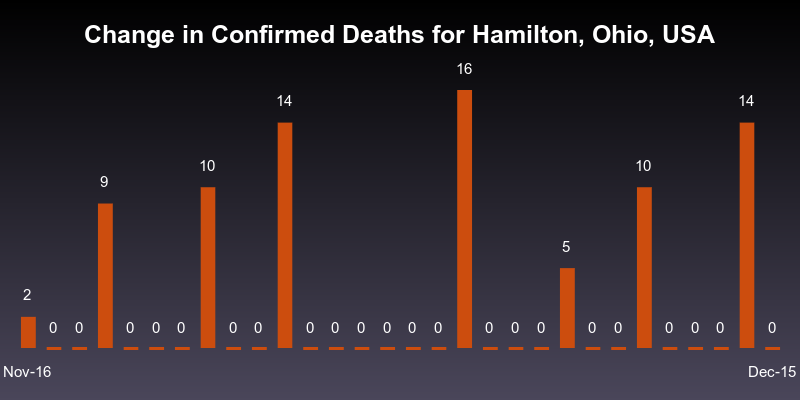 Change in Confirmed Deaths for Hamilton, Ohio, USA
2 0 0 9 0 0 0 10 0 0 14 0 0 0 0 0 0 16 0 0 0 5 0 0 10 0 0 0 14 0
Nov-16 Dec-15